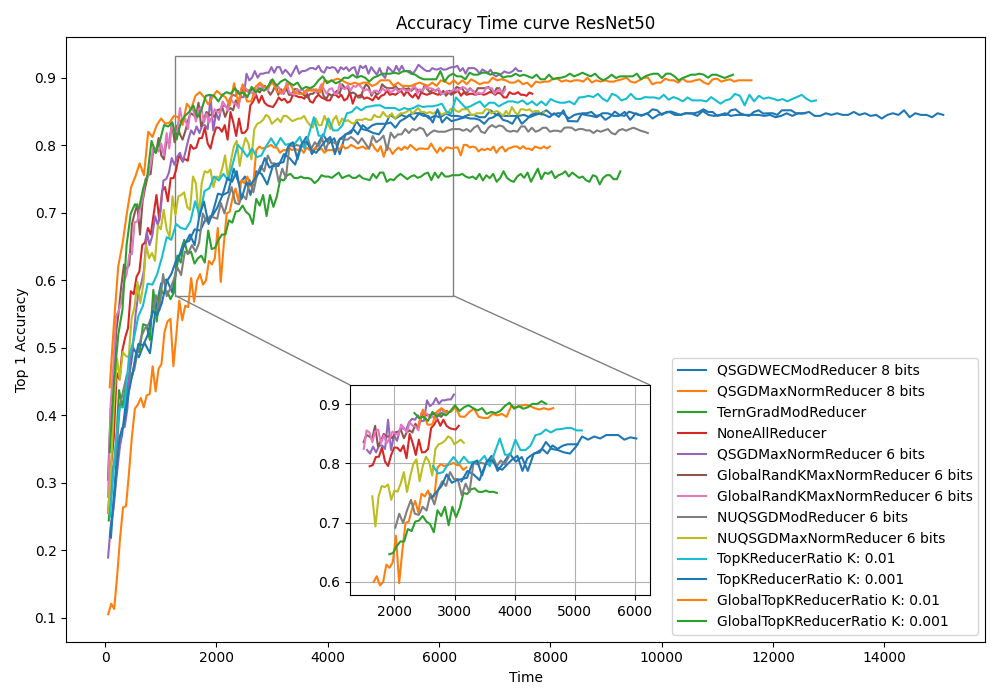 Accuracy Time curve ResNet50
Top 1 Accuracy
0.9
0.8
0.7
0.6
0.5
0.4
0.3
0.2
0.1
0 2000 4000 6000 8000 10000 12000 14000
Time
0.9
0.8
0.7
0.6
2000 3000 4000 5000 6000
QSGDWECModReducer 8 bits
QSGDMaxNormReducer 8 bits
TernGradModReducer
NoneAllReducer
QSGDMaxNormReducer 6 bits
GlobalRandKMaxNormReducer 6 bits
GlobalRandKMaxNormReducer 6 bits
NUQSGDModReducer 6 bits
NUQSGDMaxNormReducer 6 bits
TopKReducerRatio K: 0.01
TopKReducerRatio K: 0.001
GlobalTopKReducerRatio K: 0.01
GlobalTopKReducerRatio K: 0.001